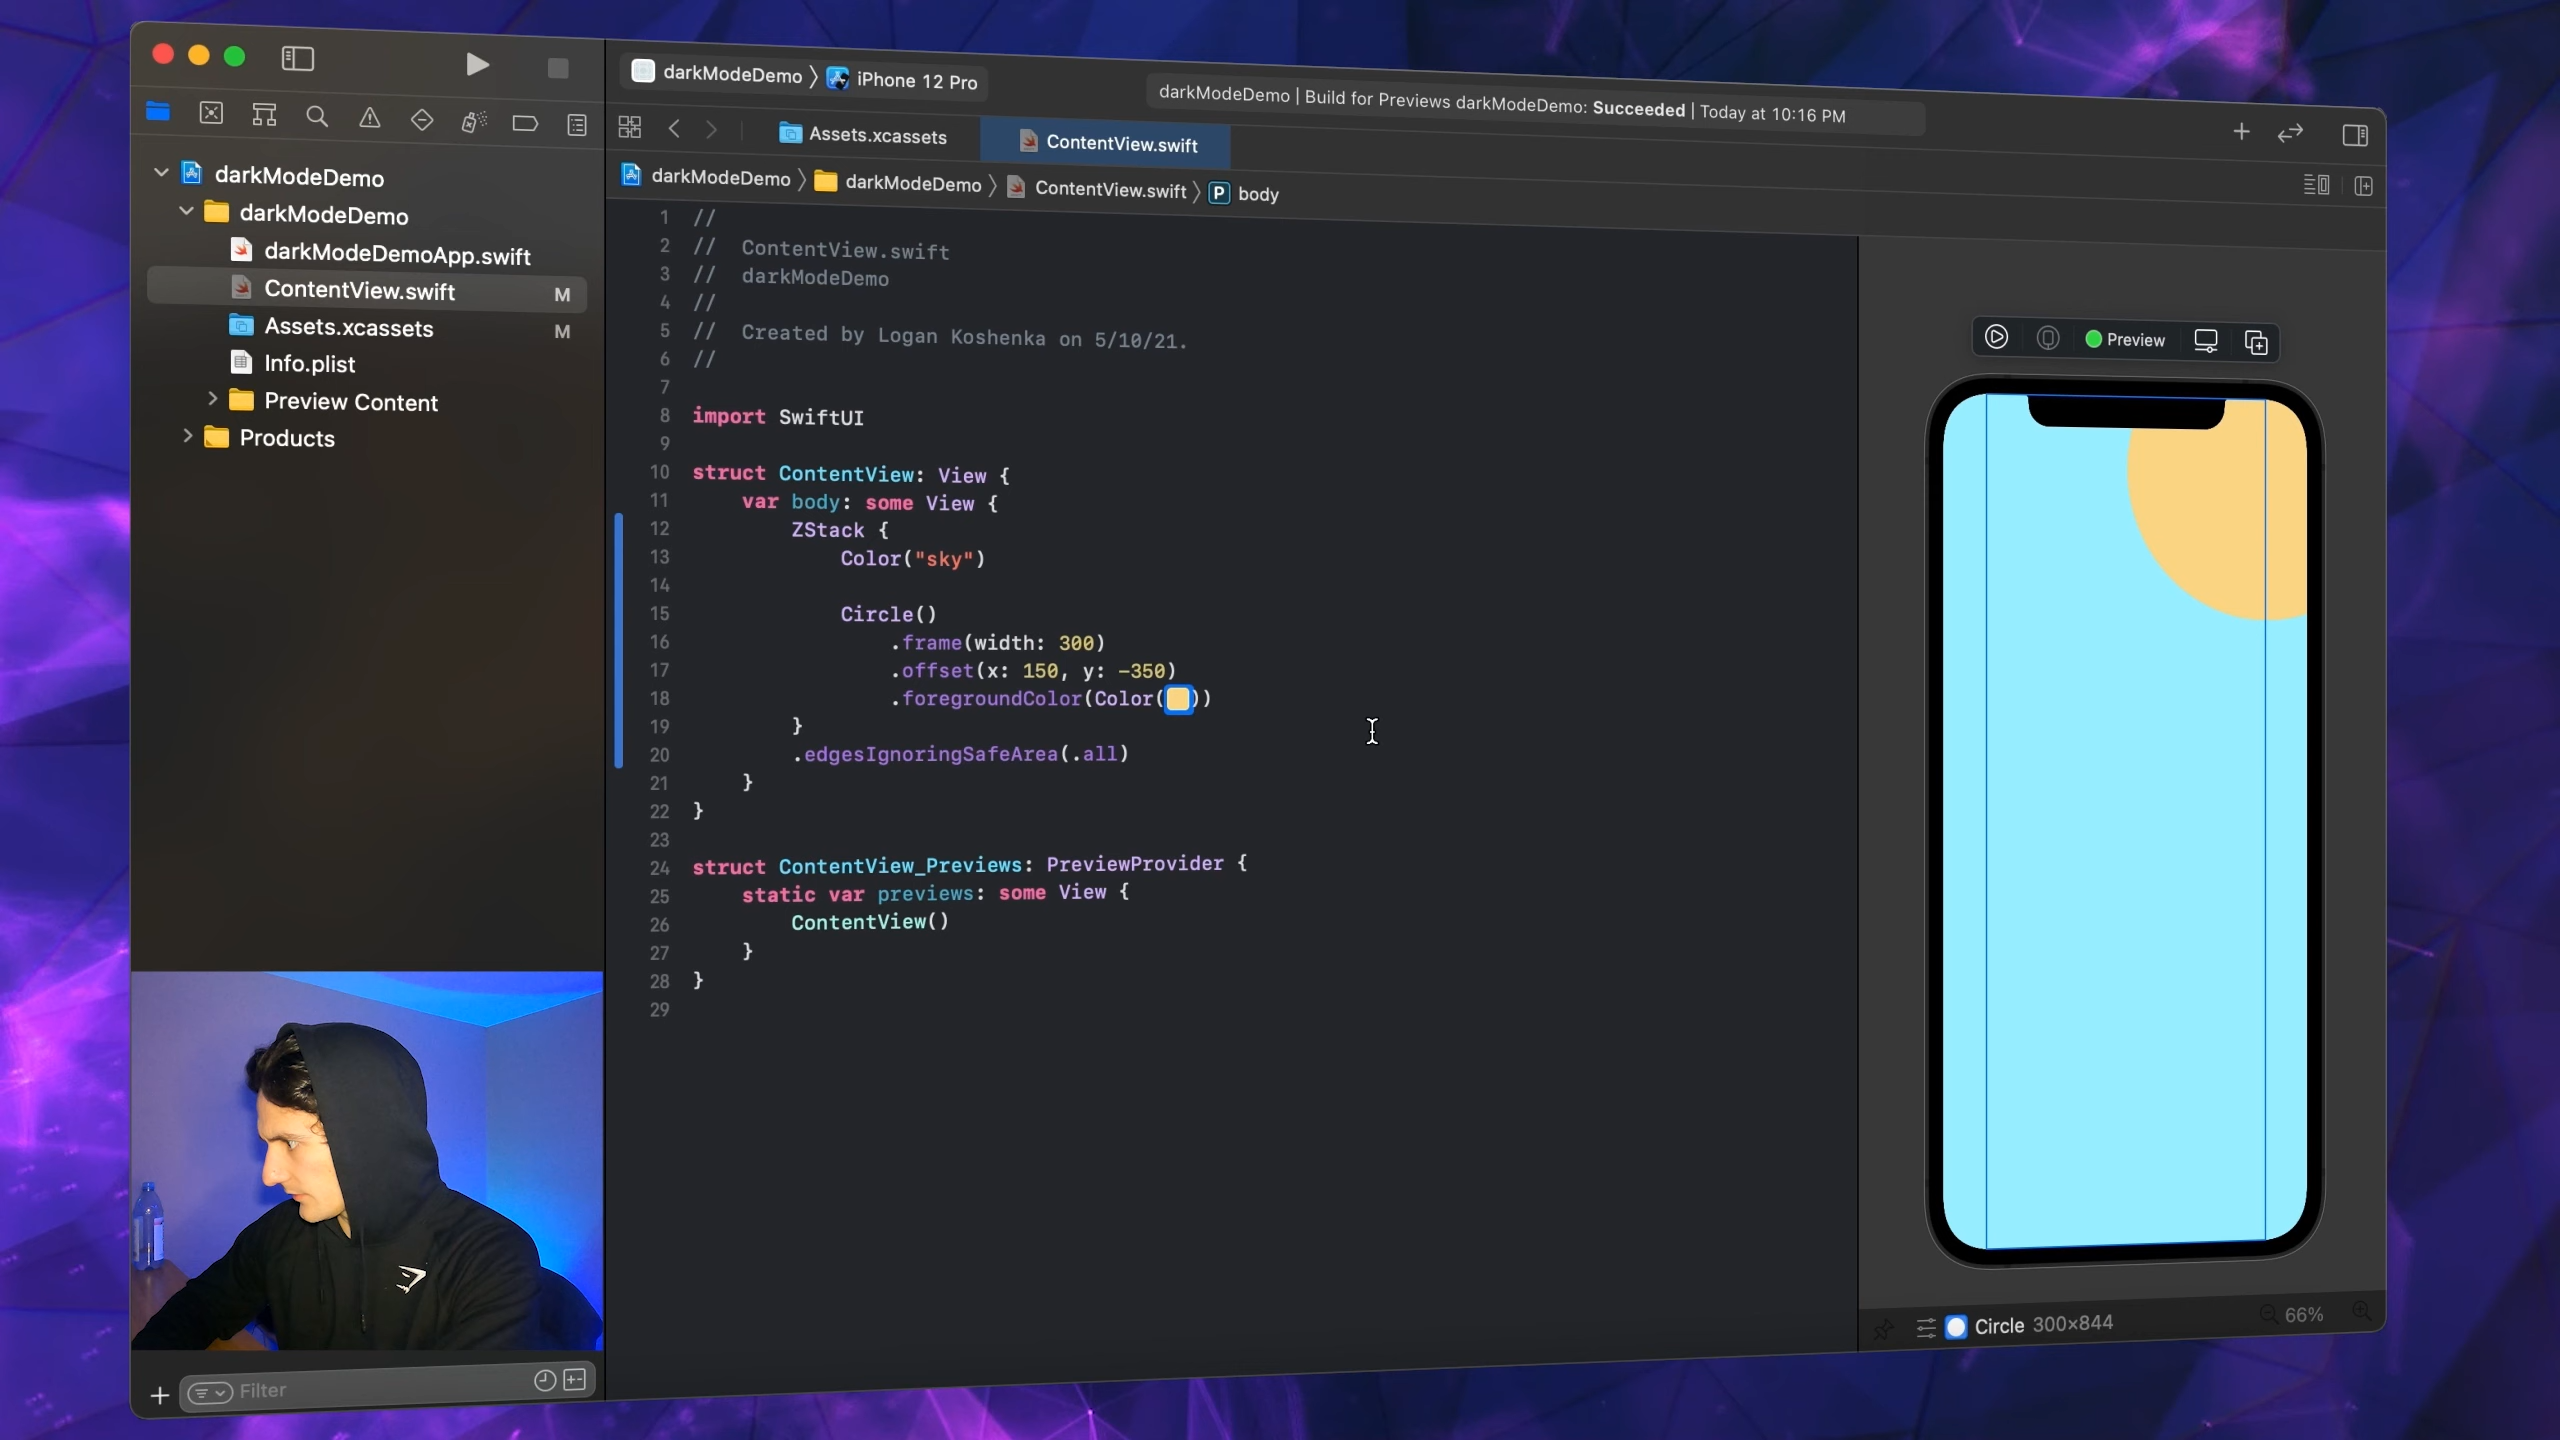 darkModeDemo
iPhone 12 Pro
darkModeDemo | Build for Previews darkModeDemo: Succeeded | Today at 10:16 PM
Assets.xcassets
ContentView.swift
darkModeDemo
darkModeDemo
ContentView.swift
P body
darkModeDemo
darkModeDemo
darkModeDemoApp.swift
ContentView.swift M
Assets.xcassets M
Info.plist
Preview Content
Products
1 //
2 //  ContentView.swift
3 //  darkModeDemo
4 //
5 //  Created by Logan Koshenka on 5/10/21.
6 //
7
8 import SwiftUI
9
10 struct ContentView: View {
11     var body: some View {
12         ZStack {
13             Color("sky")
14
15             Circle()
16                 .frame(width: 300)
17                 .offset(x: 150, y: -350)
18                 .foregroundColor(Color())
19         }
20         .edgesIgnoringSafeArea(.all)
21     }
22 }
23
24 struct ContentView_Previews: PreviewProvider {
25     static var previews: some View {
26         ContentView()
27     }
28 }
29
Preview
Circle 300×844
66%
Filter